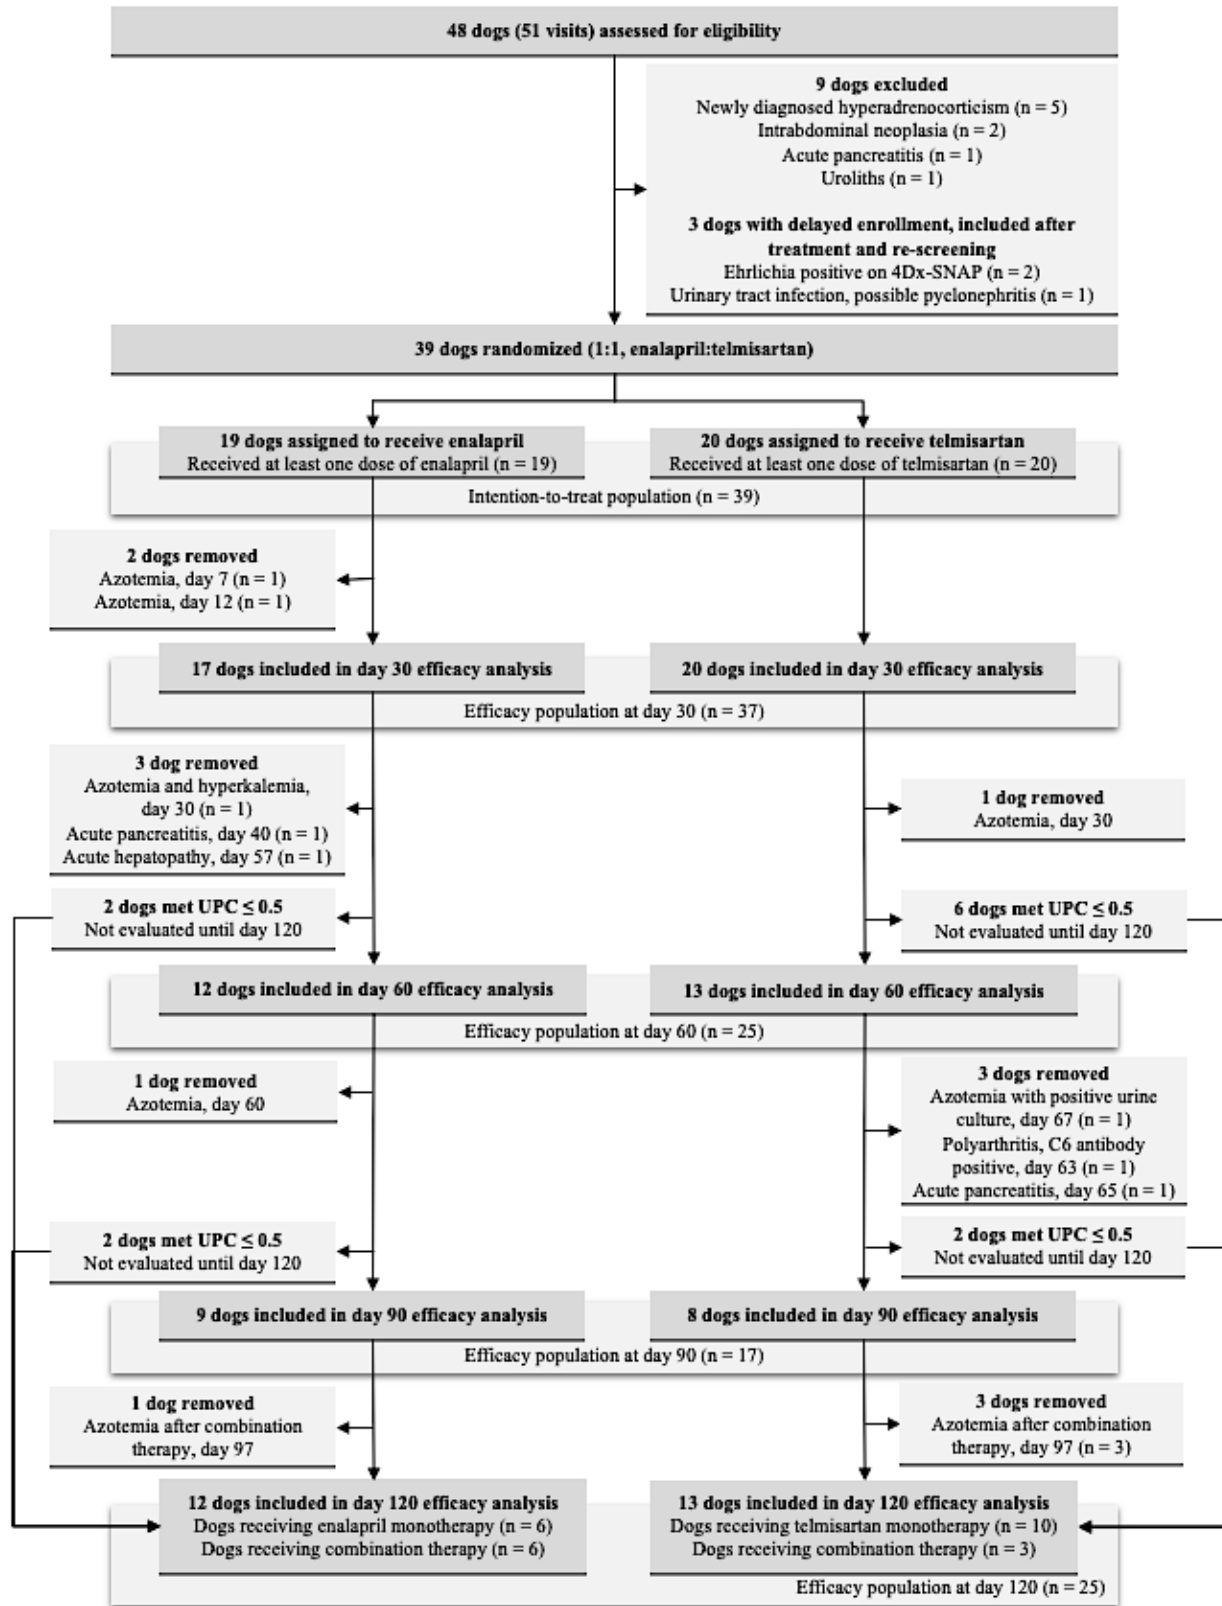 48 dogs (51 visits) assessed for eligibility
9 dogs excluded
Newly diagnosed hyperadrenocorticism (n = 5)
Intrabdominal neoplasia (n = 2)
Acute pancreatitis (n = 1)
Uroliths (n = 1)
3 dogs with delayed enrollment, included after
treatment and re-screening
Ehrlichia positive on 4Dx-SNAP (n = 2)
Urinary tract infection, possible pyelonephritis (n = 1)
39 dogs randomized (1:1, enalapril:telmisartan)
19 dogs assigned to receive enalapril
Received at least one dose of enalapril (n = 19)
20 dogs assigned to receive telmisartan
Received at least one dose of telmisartan (n = 20)
Intention-to-treat population (n = 39)
2 dogs removed
Azotemia, day 7 (n = 1)
Azotemia, day 12 (n = 1)
17 dogs included in day 30 efficacy analysis
20 dogs included in day 30 efficacy analysis
Efficacy population at day 30 (n = 37)
3 dog removed
Azotemia and hyperkalemia,
day 30 (n = 1)
Acute pancreatitis, day 40 (n = 1)
Acute hepatopathy, day 57 (n = 1)
1 dog removed
Azotemia, day 30
2 dogs met UPC ≤ 0.5
Not evaluated until day 120
6 dogs met UPC ≤ 0.5
Not evaluated until day 120
12 dogs included in day 60 efficacy analysis
13 dogs included in day 60 efficacy analysis
Efficacy population at day 60 (n = 25)
1 dog removed
Azotemia, day 60
3 dogs removed
Azotemia with positive urine
culture, day 67 (n = 1)
Polyarthritis, C6 antibody
positive, day 63 (n = 1)
Acute pancreatitis, day 65 (n = 1)
2 dogs met UPC ≤ 0.5
Not evaluated until day 120
2 dogs met UPC ≤ 0.5
Not evaluated until day 120
9 dogs included in day 90 efficacy analysis
8 dogs included in day 90 efficacy analysis
Efficacy population at day 90 (n = 17)
1 dog removed
Azotemia after combination
therapy, day 97
3 dogs removed
Azotemia after combination
therapy, day 97 (n = 3)
12 dogs included in day 120 efficacy analysis
Dogs receiving enalapril monotherapy (n = 6)
Dogs receiving combination therapy (n = 6)
13 dogs included in day 120 efficacy analysis
Dogs receiving telmisartan monotherapy (n = 10)
Dogs receiving combination therapy (n = 3)
Efficacy population at day 120 (n = 25)